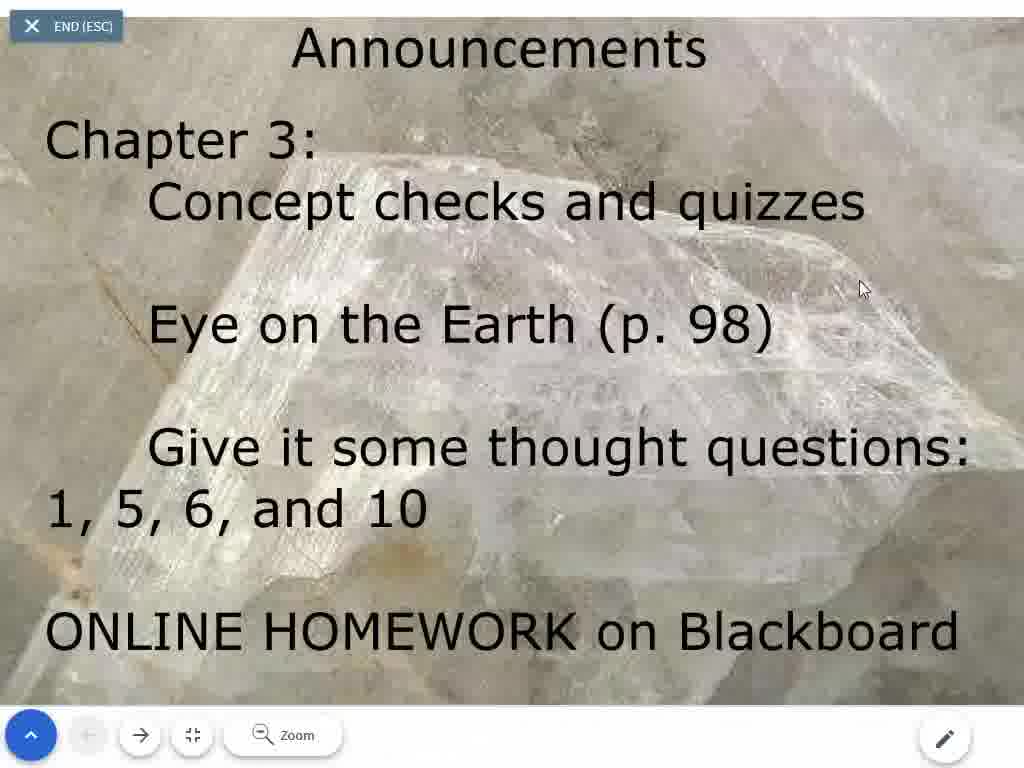 END (ESC)
Announcements
Chapter 3:
Concept checks and quizzes
Eye on the Earth (p. 98)
Give it some thought questions:
1, 5, 6, and 10
ONLINE HOMEWORK on Blackboard
Zoom